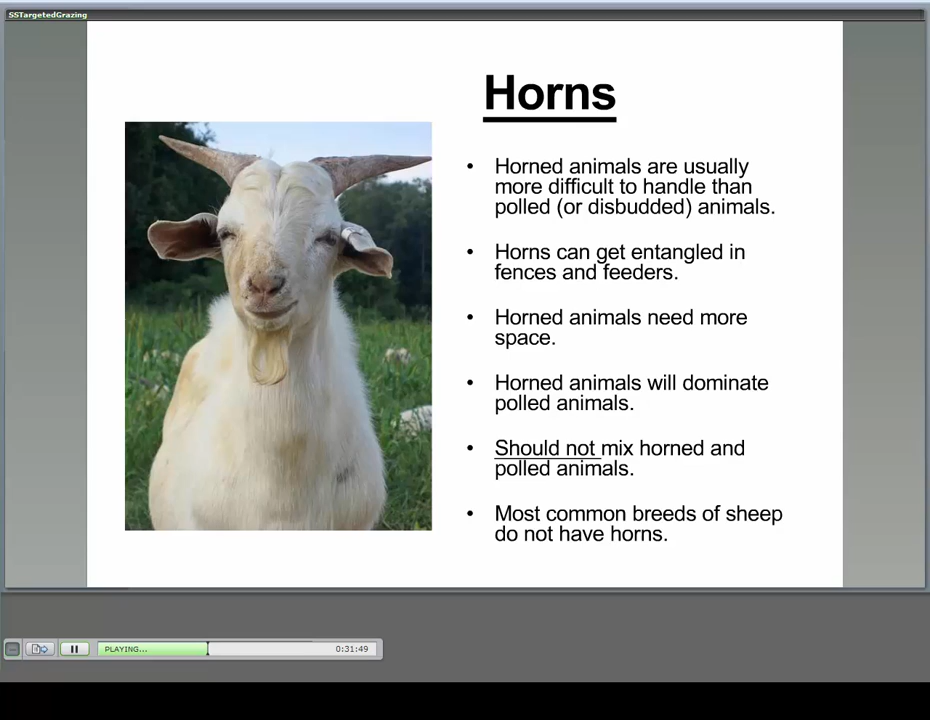 SSTargetedGrazing
Horns
• Horned animals are usually
more difficult to handle than
polled (or disbudded) animals.
• Horns can get entangled in
fences and feeders.
• Horned animals need more
space.
• Horned animals will dominate
polled animals.
• Should not mix horned and
polled animals.
• Most common breeds of sheep
do not have horns.
PLAYING... 0:31:49